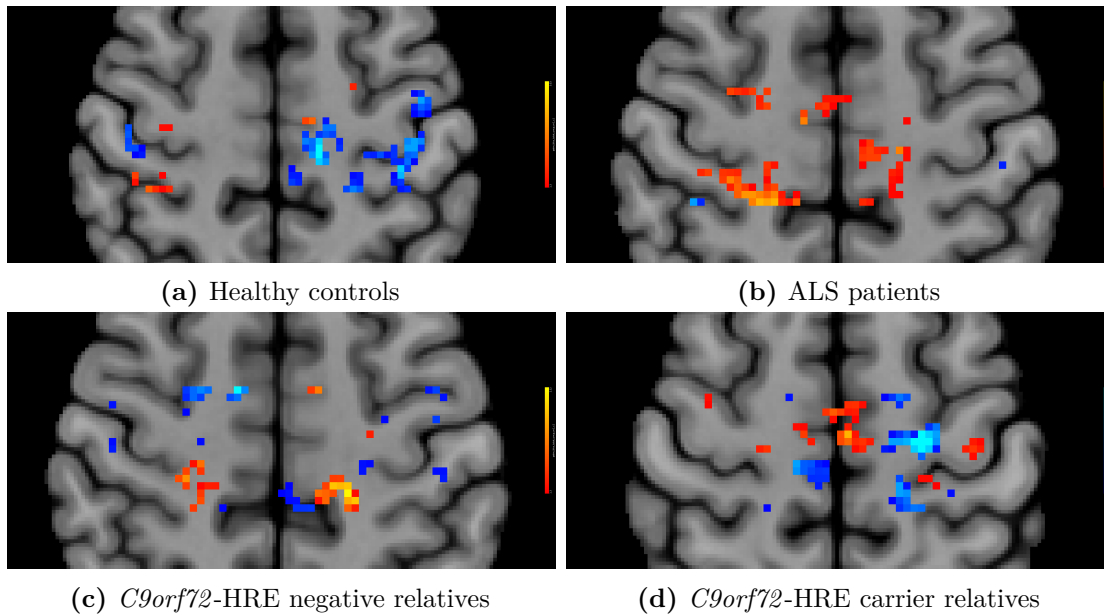 (a) Healthy controls
(b) ALS patients
(c) C9orf72-HRE negative relatives
(d) C9orf72-HRE carrier relatives